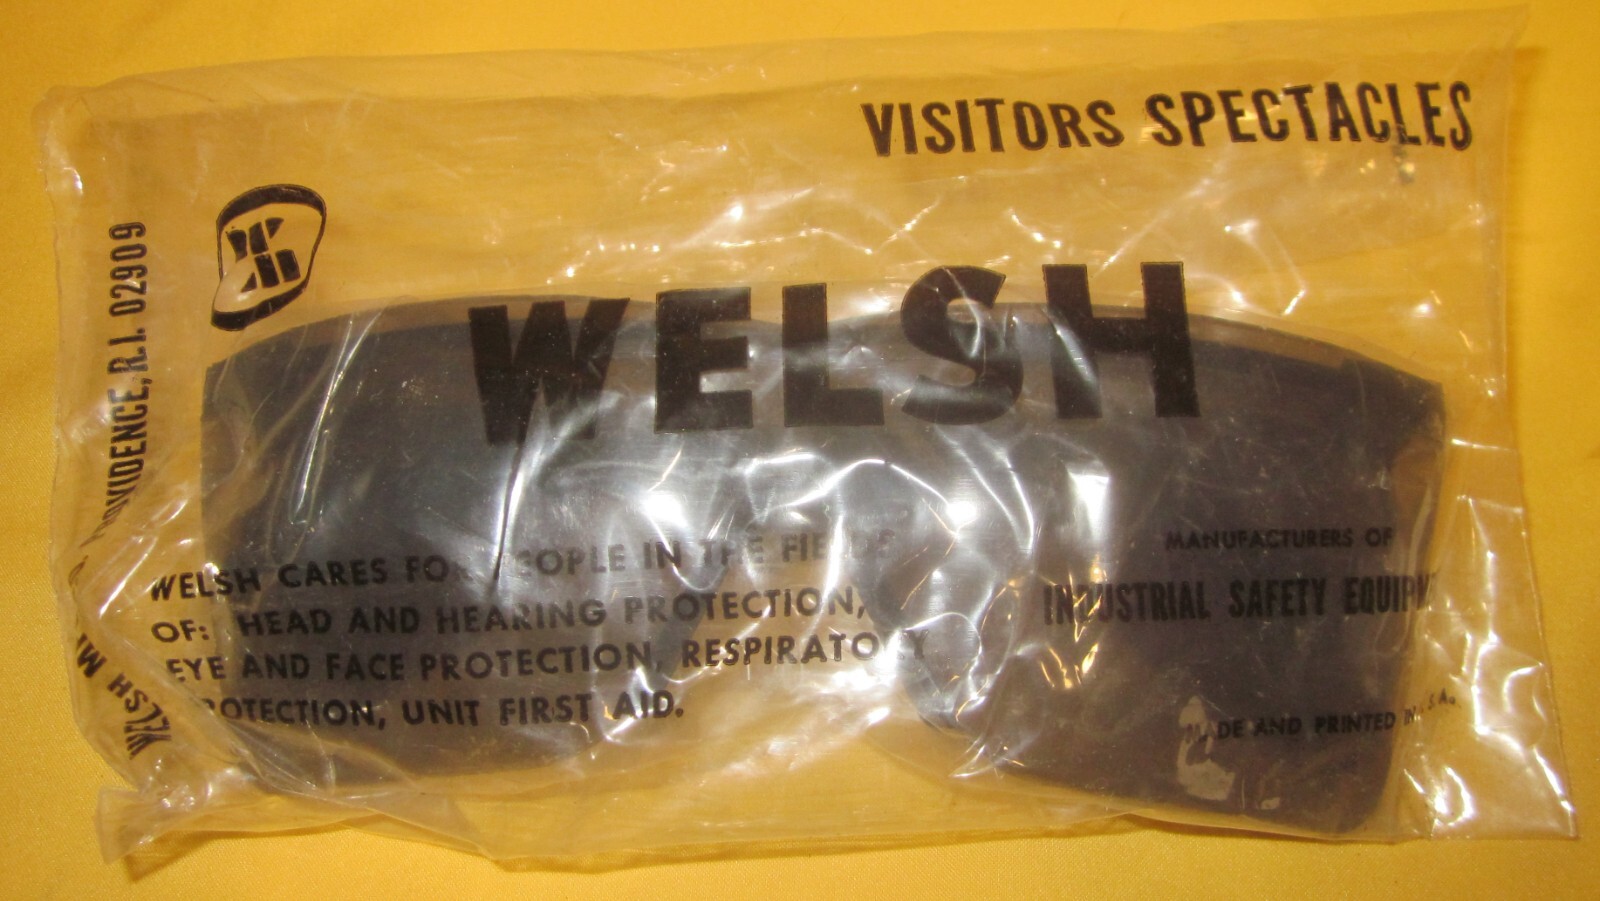 VISITORS SPECTACLES
WELSH
WELSH CARES FOR PEOPLE IN THE FIELDS
OF: HEAD AND HEARING PROTECTION,
EYE AND FACE PROTECTION, RESPIRATORY
PROTECTION, UNIT FIRST AID.
MANUFACTURERS OF
INDUSTRIAL SAFETY EQUIPMENT
MADE AND PRINTED IN U.S.A.
WELSH PROVIDENCE, R.I. 02909